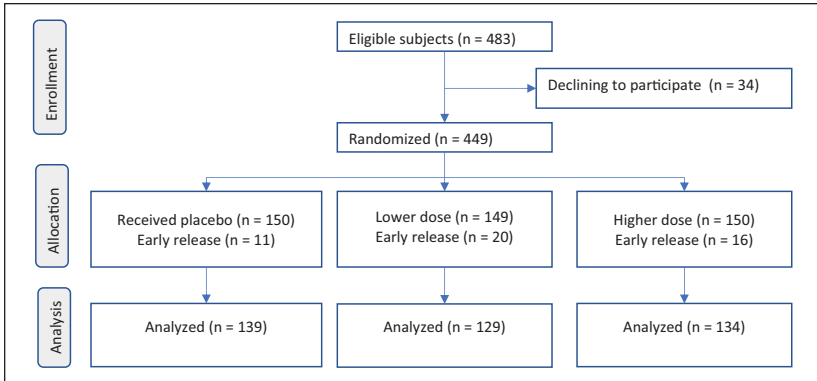 Enrollment
Eligible subjects (n = 483)
Declining to participate (n = 34)
Randomized (n = 449)
Allocation
Received placebo (n = 150)
Early release (n = 11)
Lower dose (n = 149)
Early release (n = 20)
Higher dose (n = 150)
Early release (n = 16)
Analysis
Analyzed (n = 139)
Analyzed (n = 129)
Analyzed (n = 134)